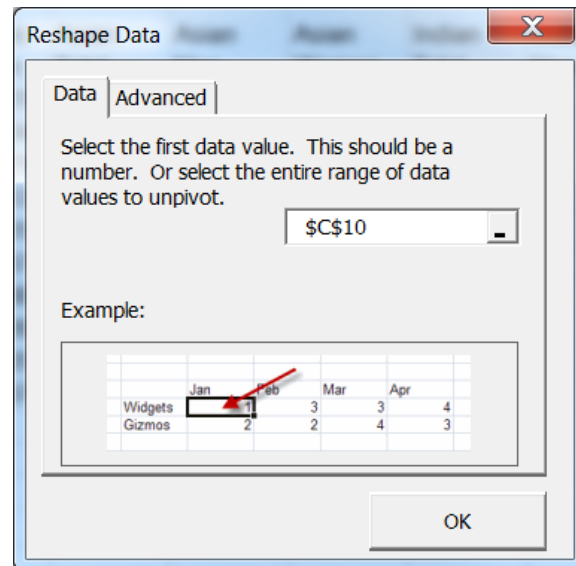 Reshape Data
Data Advanced
Select the first data value. This should be a
number. Or select the entire range of data
values to unpivot.
$C$10
Example:
Jan Feb Mar Apr
Widgets 1 3 3 4
Gizmos 2 2 4 3
OK